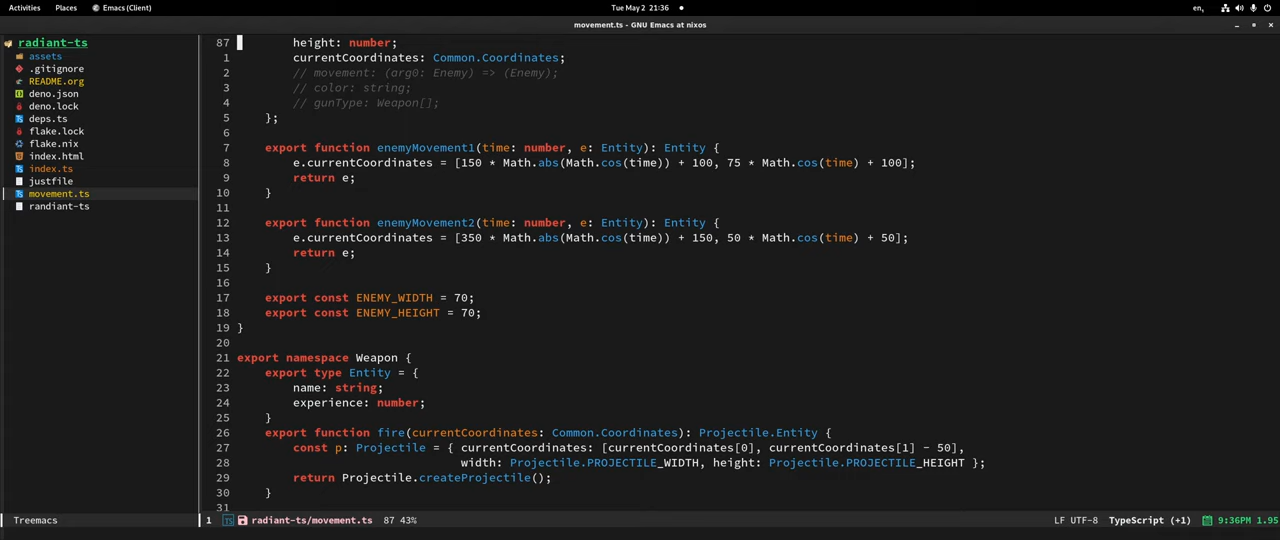 Activities Places Emacs (Client) Tue May 2 21:36 en,
movement.ts - GNU Emacs at nixos
radiant-ts
assets
.gitignore
README.org
deno.json
deno.lock
deps.ts
flake.lock
flake.nix
index.html
index.ts
justfile
movement.ts
randiant-ts
87 height: number;
1 currentCoordinates: Common.Coordinates;
2 // movement: (arg0: Enemy) => (Enemy);
3 // color: string;
4 // gunType: Weapon[];
5 };
6
7 export function enemyMovement1(time: number, e: Entity): Entity {
8 e.currentCoordinates = [150 * Math.abs(Math.cos(time)) + 100, 75 * Math.cos(time) + 100];
9 return e;
10 }
11
12 export function enemyMovement2(time: number, e: Entity): Entity {
13 e.currentCoordinates = [350 * Math.abs(Math.cos(time)) + 150, 50 * Math.cos(time) + 50];
14 return e;
15 }
16
17 export const ENEMY_WIDTH = 70;
18 export const ENEMY_HEIGHT = 70;
19 }
20
21 export namespace Weapon {
22 export type Entity = {
23 name: string;
24 experience: number;
25 }
26 export function fire(currentCoordinates: Common.Coordinates): Projectile.Entity {
27 const p: Projectile = { currentCoordinates: [currentCoordinates[0], currentCoordinates[1] - 50],
28 width: Projectile.PROJECTILE_WIDTH, height: Projectile.PROJECTILE_HEIGHT };
29 return Projectile.createProjectile();
30 }
31
Treemacs 1 TS radiant-ts/movement.ts 87 43% LF UTF-8 TypeScript (+1) 9:36PM 1.95